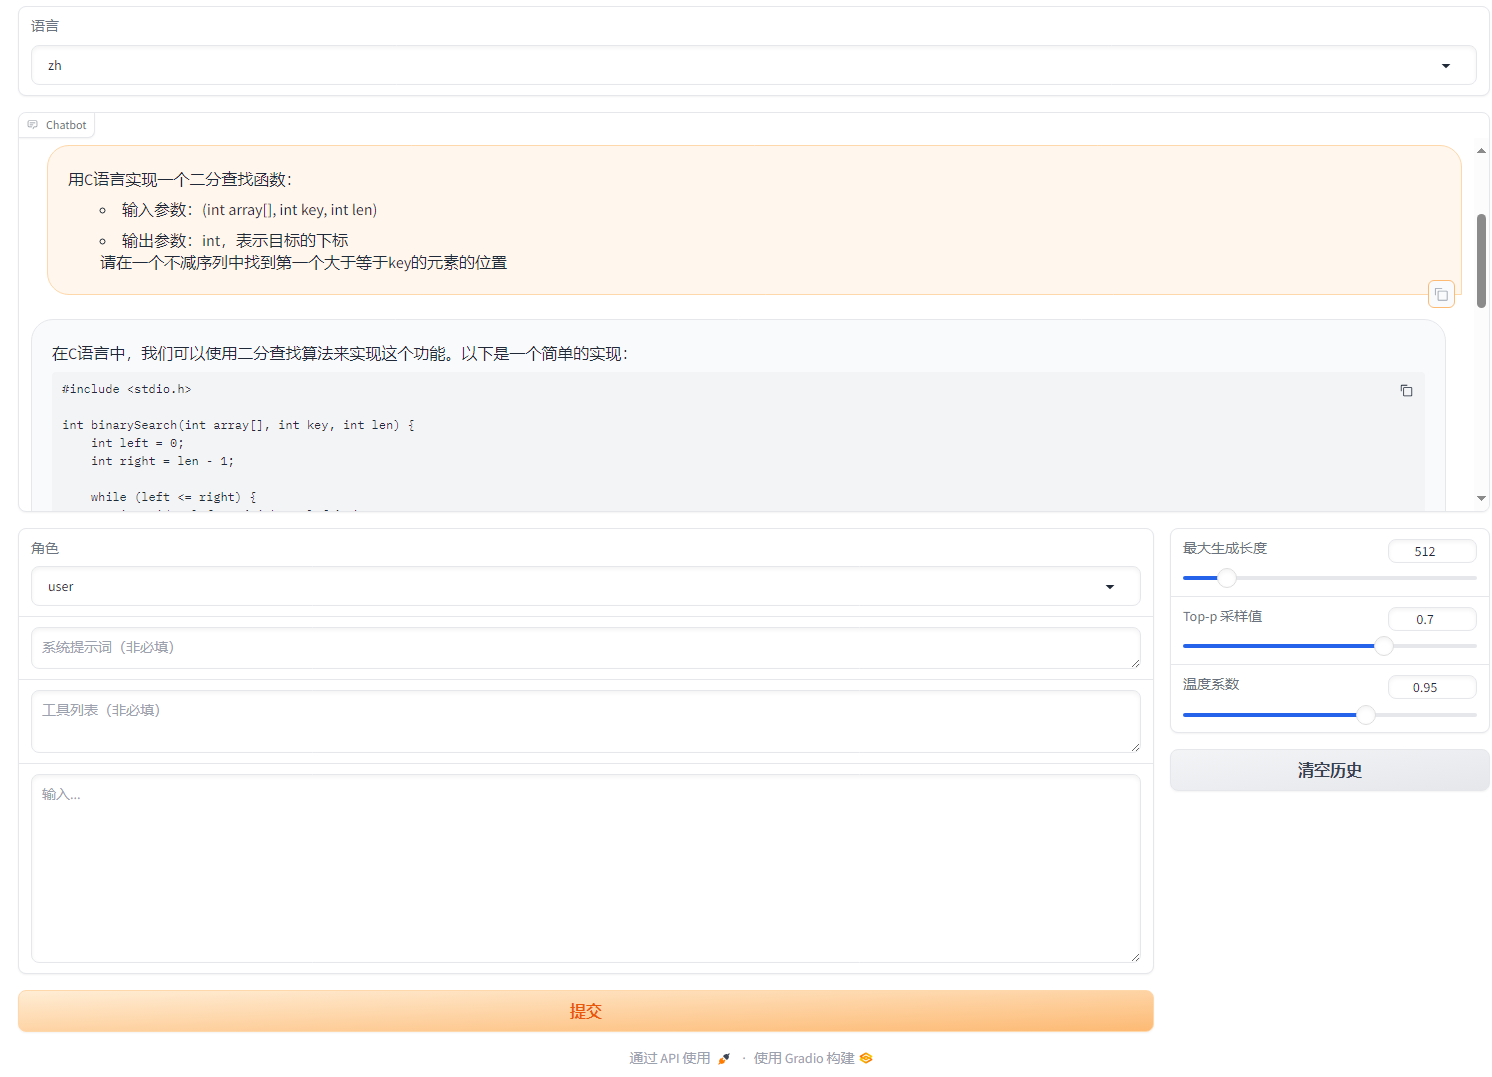 语言
zh
Chatbot
用C语言实现一个二分查找函数：
输入参数：(int array[], int key, int len)
输出参数：int，表示目标的下标
请在一个不减序列中找到第一个大于等于key的元素的位置
在C语言中，我们可以使用二分查找算法来实现这个功能。以下是一个简单的实现：
#include <stdio.h>
int binarySearch(int array[], int key, int len) {
int left = 0;
int right = len - 1;
while (left <= right) {
角色
user
系统提示词（非必填）
工具列表（非必填）
输入...
提交
最大生成长度
512
Top-p 采样值
0.7
温度系数
0.95
清空历史
通过 API 使用 · 使用 Gradio 构建